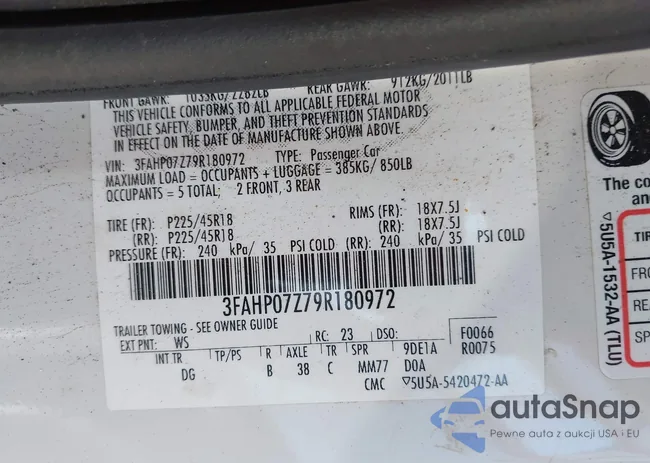 FRONT GAWR: 1033KG/2282LB REAR GAWR: 912KG/2011LB
THIS VEHICLE CONFORMS TO ALL APPLICABLE FEDERAL MOTOR
VEHICLE SAFETY, BUMPER, AND THEFT PREVENTION STANDARDS
IN EFFECT ON THE DATE OF MANUFACTURE SHOWN ABOVE.
VIN: 3FAHP07Z79R180972 TYPE: Passenger Car
MAXIMUM LOAD = OCCUPANTS + LUGGAGE = 385KG/ 850LB
OCCUPANTS = 5 TOTAL; 2 FRONT, 3 REAR
TIRE (FR): P225/45R18 RIMS (FR): 18X7.5J
(RR): P225/45R18 (RR): 18X7.5J
PRESSURE (FR): 240 kPa/ 35 PSI COLD (RR): 240 kPa/ 35 PSI COLD
3FAHP07Z79R180972
TRAILER TOWING - SEE OWNER GUIDE
EXT PNT: WS RC: 23 DSO: F0066
INT TR TP/PS R AXLE TR SPR 9DE1A R0075
DG B 38 C MM77 D0A
CMC ▽5U5A-5420472-AA
The co
and
▽5U5A-1532-AA (TLU)
TIR
FRO
REA
SP
autaSnap
Pewne auta z aukcji USA i EU